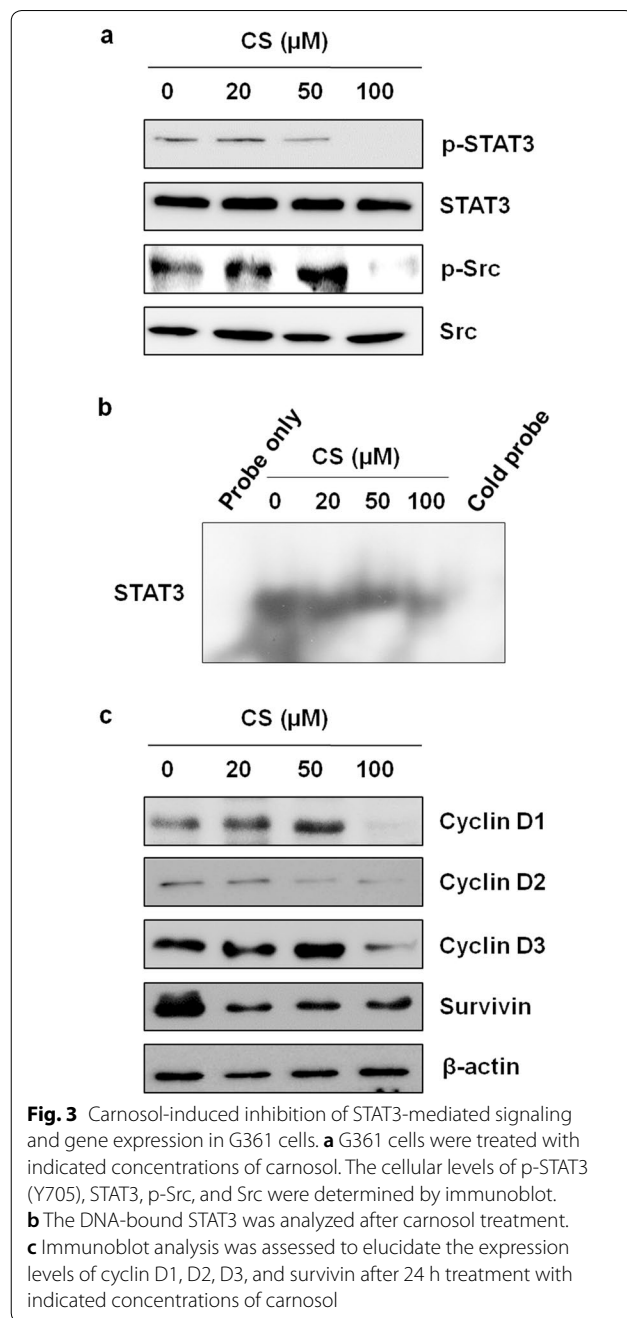 a
CS (µM)
0 20 50 100
p-STAT3
STAT3
p-Src
Src
b
Probe only
CS (µM)
Cold probe
0 20 50 100
STAT3
c
CS (µM)
0 20 50 100
Cyclin D1
Cyclin D2
Cyclin D3
Survivin
β-actin
Fig. 3 Carnosol-induced inhibition of STAT3-mediated signaling
and gene expression in G361 cells. a G361 cells were treated with
indicated concentrations of carnosol. The cellular levels of p-STAT3
(Y705), STAT3, p-Src, and Src were determined by immunoblot.
b The DNA-bound STAT3 was analyzed after carnosol treatment.
c Immunoblot analysis was assessed to elucidate the expression
levels of cyclin D1, D2, D3, and survivin after 24 h treatment with
indicated concentrations of carnosol